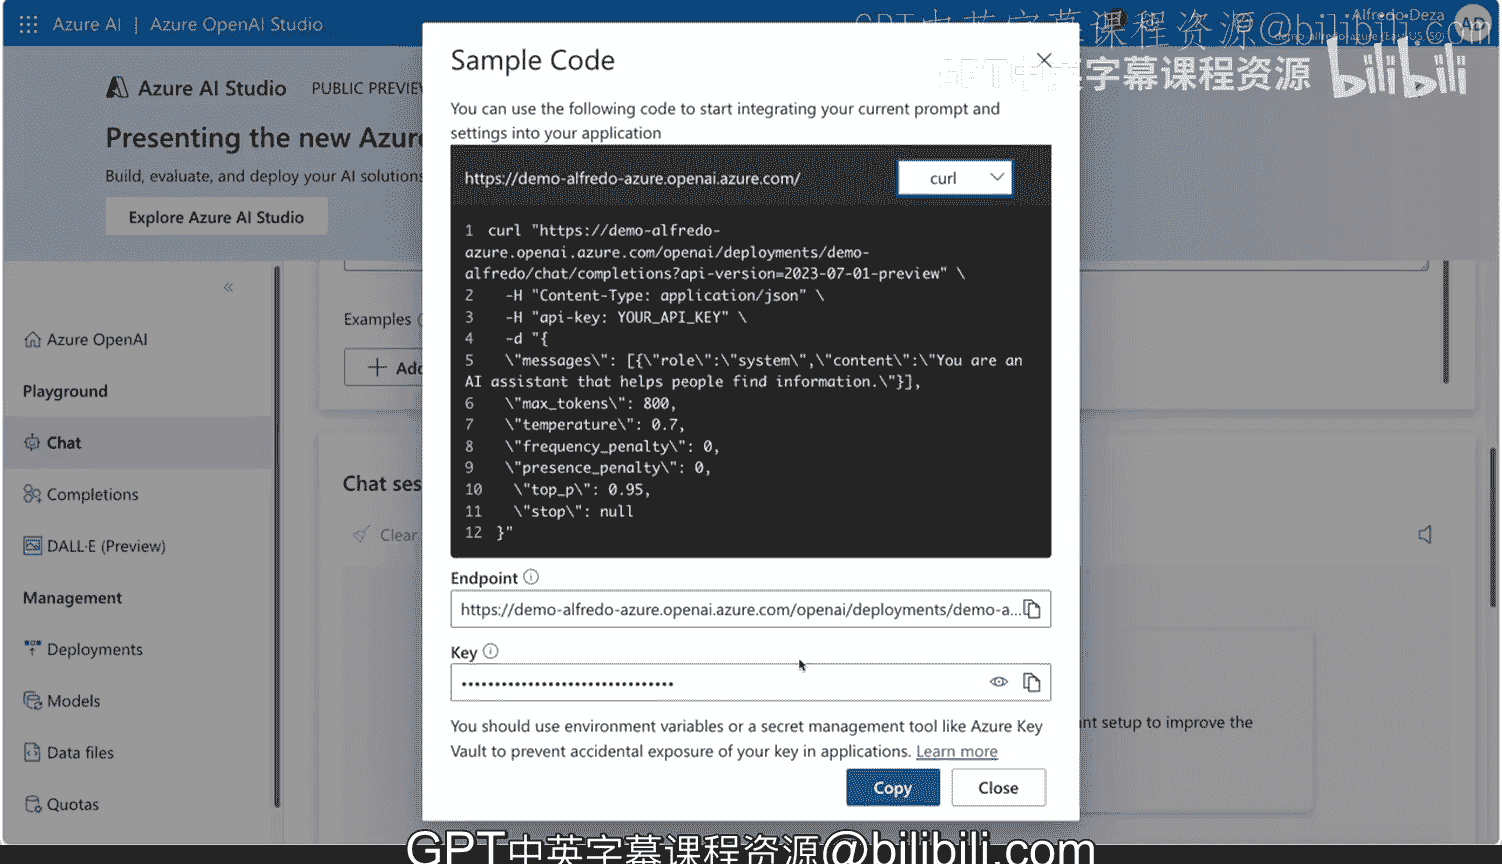 Azure AI | Azure OpenAI Studio
Alfredo Deza
AD
GPT中英字幕课程资源@bilibili.com
GPT中英字幕课程资源 bilibili
Azure AI Studio PUBLIC PREVIEW
Presenting the new Azure
Build, evaluate, and deploy your AI solutions
Explore Azure AI Studio
Azure OpenAI
Playground
Chat
Completions
DALL·E (Preview)
Management
Deployments
Models
Data files
Quotas
Examples
Add
Chat ses
Clear
Sample Code
You can use the following code to start integrating your current prompt and
settings into your application
https://demo-alfredo-azure.openai.azure.com/ curl
1 curl "https://demo-alfredo-
azure.openai.azure.com/openai/deployments/demo-
alfredo/chat/completions?api-version=2023-07-01-preview" \
2 -H "Content-Type: application/json" \
3 -H "api-key: YOUR_API_KEY" \
4 -d "{
5 \"messages\": [{\"role\":\"system\",\"content\":\"You are an
AI assistant that helps people find information.\"}],
6 \"max_tokens\": 800,
7 \"temperature\": 0.7,
8 \"frequency_penalty\": 0,
9 \"presence_penalty\": 0,
10 \"top_p\": 0.95,
11 \"stop\": null
12 }"
Endpoint
https://demo-alfredo-azure.openai.azure.com/openai/deployments/demo-a...
Key
••••••••••••••••••••••••••••••••
You should use environment variables or a secret management tool like Azure Key
Vault to prevent accidental exposure of your key in applications. Learn more
Copy Close
nt setup to improve the
GPT中英字幕课程资源@bilibili.com